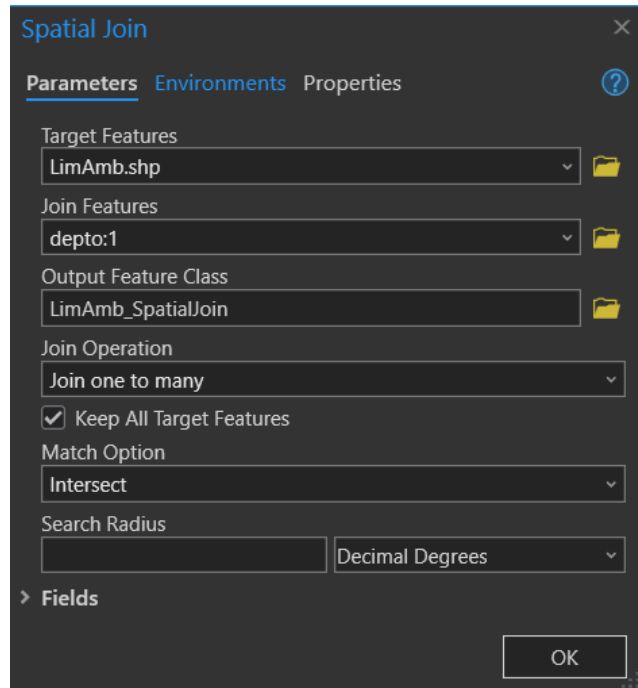 Spatial Join
Parameters Environments Properties
Target Features
LimAmb.shp
Join Features
depto:1
Output Feature Class
LimAmb_SpatialJoin
Join Operation
Join one to many
Keep All Target Features
Match Option
Intersect
Search Radius
Decimal Degrees
Fields
OK